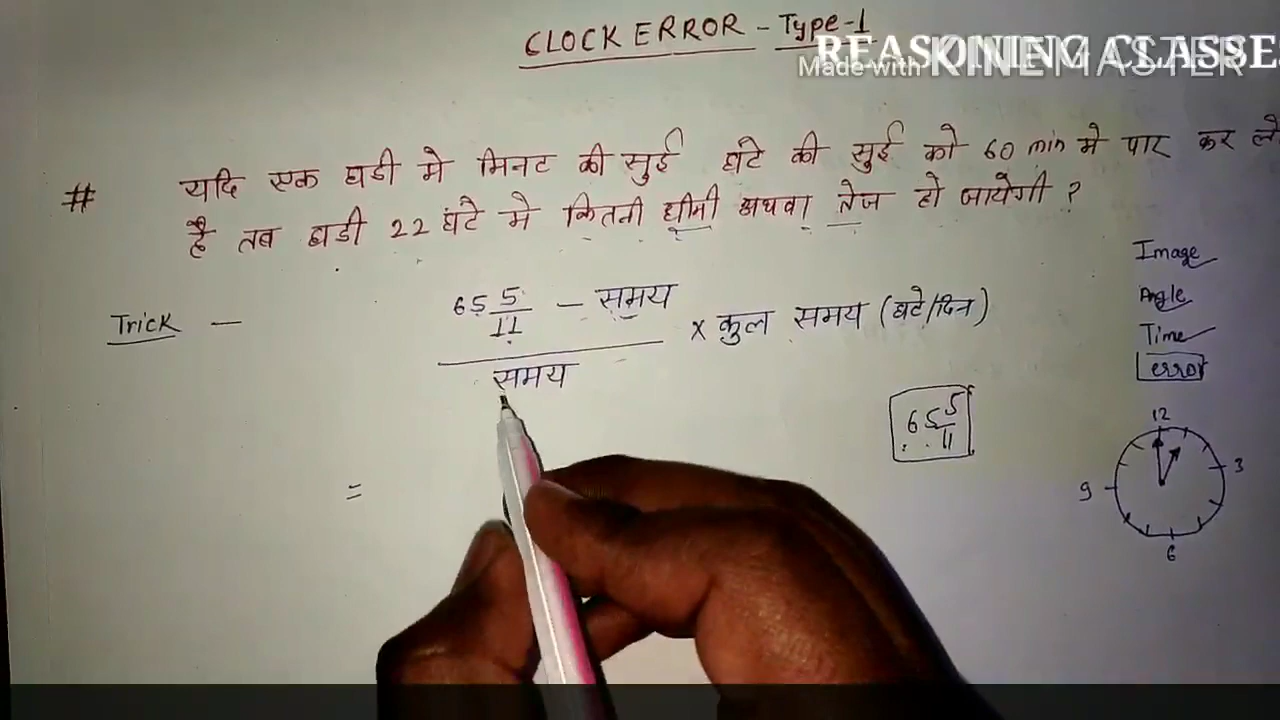 CLOCK ERROR - Type-1
REASONING CLASSE
Made with KINEMASTER
# यदि एक घडी मे मिनट की सुई घंटे की सुई को 60 min मे पार कर ले
है तब घडी 22 घंटे मे कितनी धीमी अथवा तेज हो जायेगी ?
Image
Angle
Time
error
Trick -
65 5/11 - समय
समय
× कुल समय (घंटे/दिन)
=
65 5/11
12
3
9
6